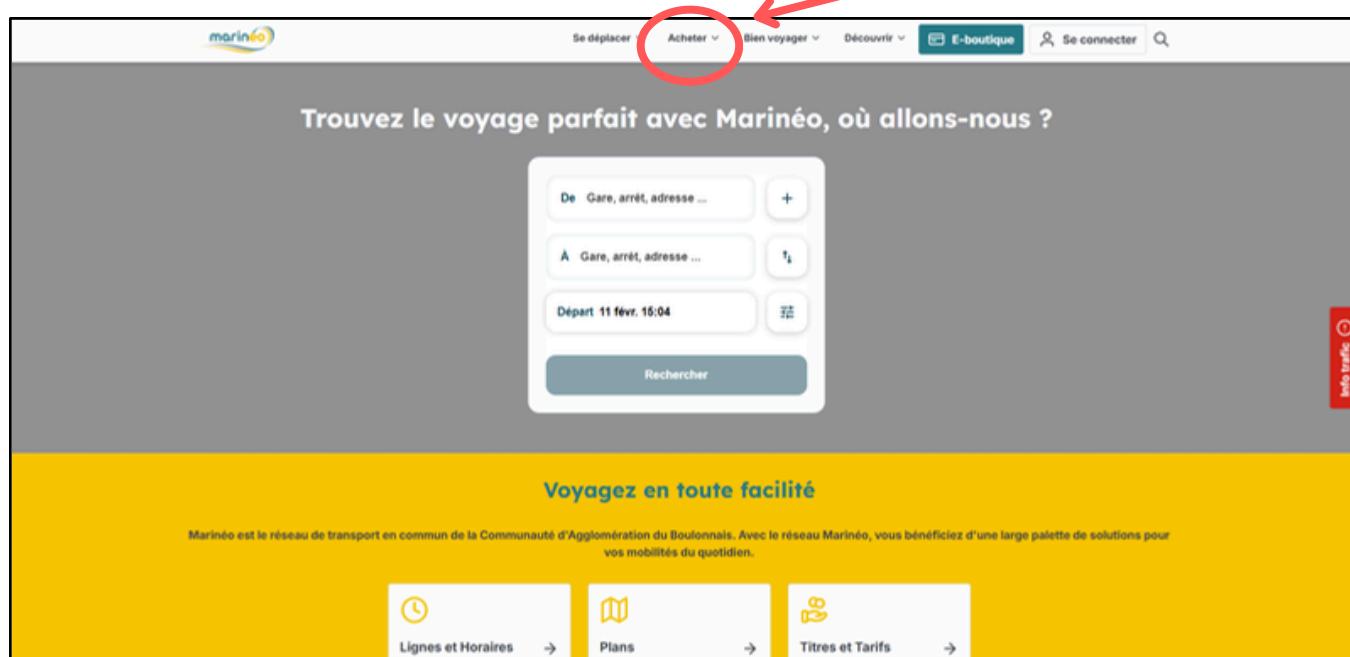 marinéo
Se déplacer Acheter Bien voyager Découvrir E-boutique Se connecter
Trouvez le voyage parfait avec Marinéo, où allons-nous ?
De Gare, arrêt, adresse ...
À Gare, arrêt, adresse ...
Départ 11 févr. 15:04
Rechercher
Info trafic
Voyagez en toute facilité
Marinéo est le réseau de transport en commun de la Communauté d'Agglomération du Boulonnais. Avec le réseau Marinéo, vous bénéficiez d'une large palette de solutions pour
vos mobilités du quotidien.
Lignes et Horaires Plans Titres et Tarifs